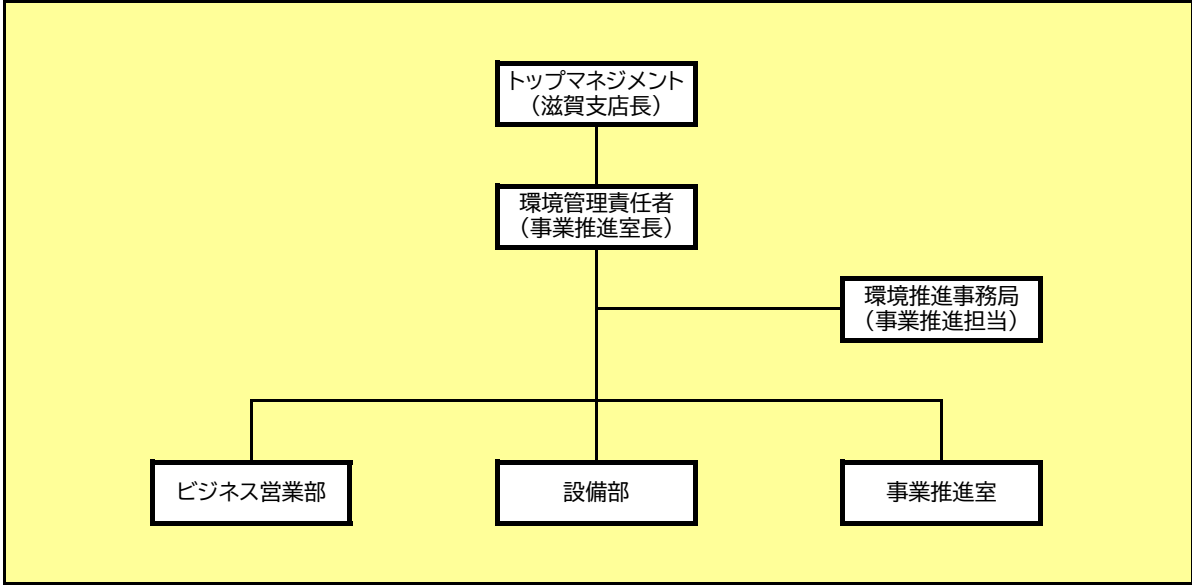 トップマネジメント
（滋賀支店長）
環境管理責任者
（事業推進室長）
環境推進事務局
（事業推進担当）
ビジネス営業部
設備部
事業推進室